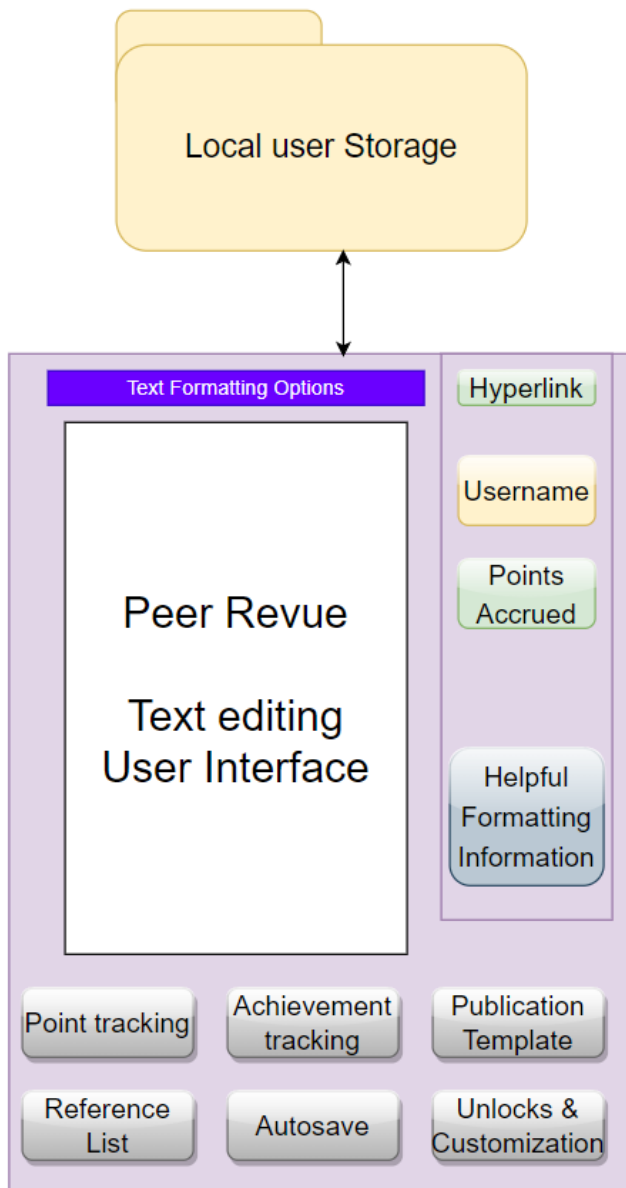 Local user Storage
Text Formatting Options
Hyperlink
Username
Points
Accrued
Peer Revue
Text editing
User Interface
Helpful
Formatting
Information
Point tracking
Achievement
tracking
Publication
Template
Reference
List
Autosave
Unlocks &
Customization